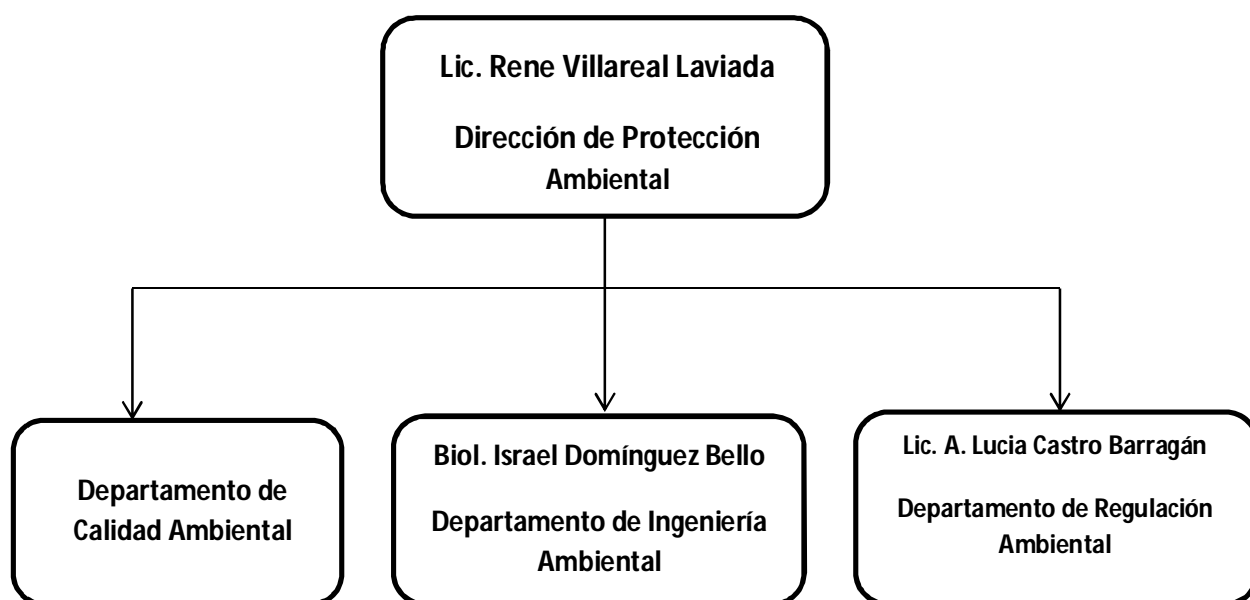 Lic. Rene Villareal Laviada
Dirección de Protección
Ambiental
Departamento de
Calidad Ambiental
Biol. Israel Domínguez Bello
Departamento de Ingeniería
Ambiental
Lic. A. Lucia Castro Barragán
Departamento de Regulación
Ambiental